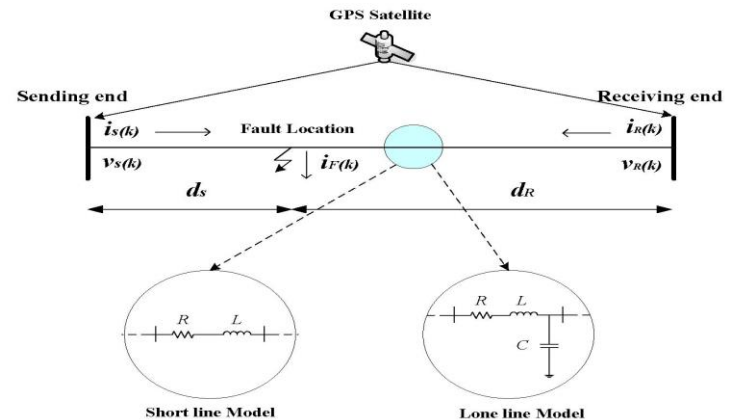 GPS Satellite
Sending end
Receiving end
iS(k)
Fault Location
iR(k)
vS(k)
iF(k)
vR(k)
ds
dR
R L
R L
C
Short line Model
Lone line Model